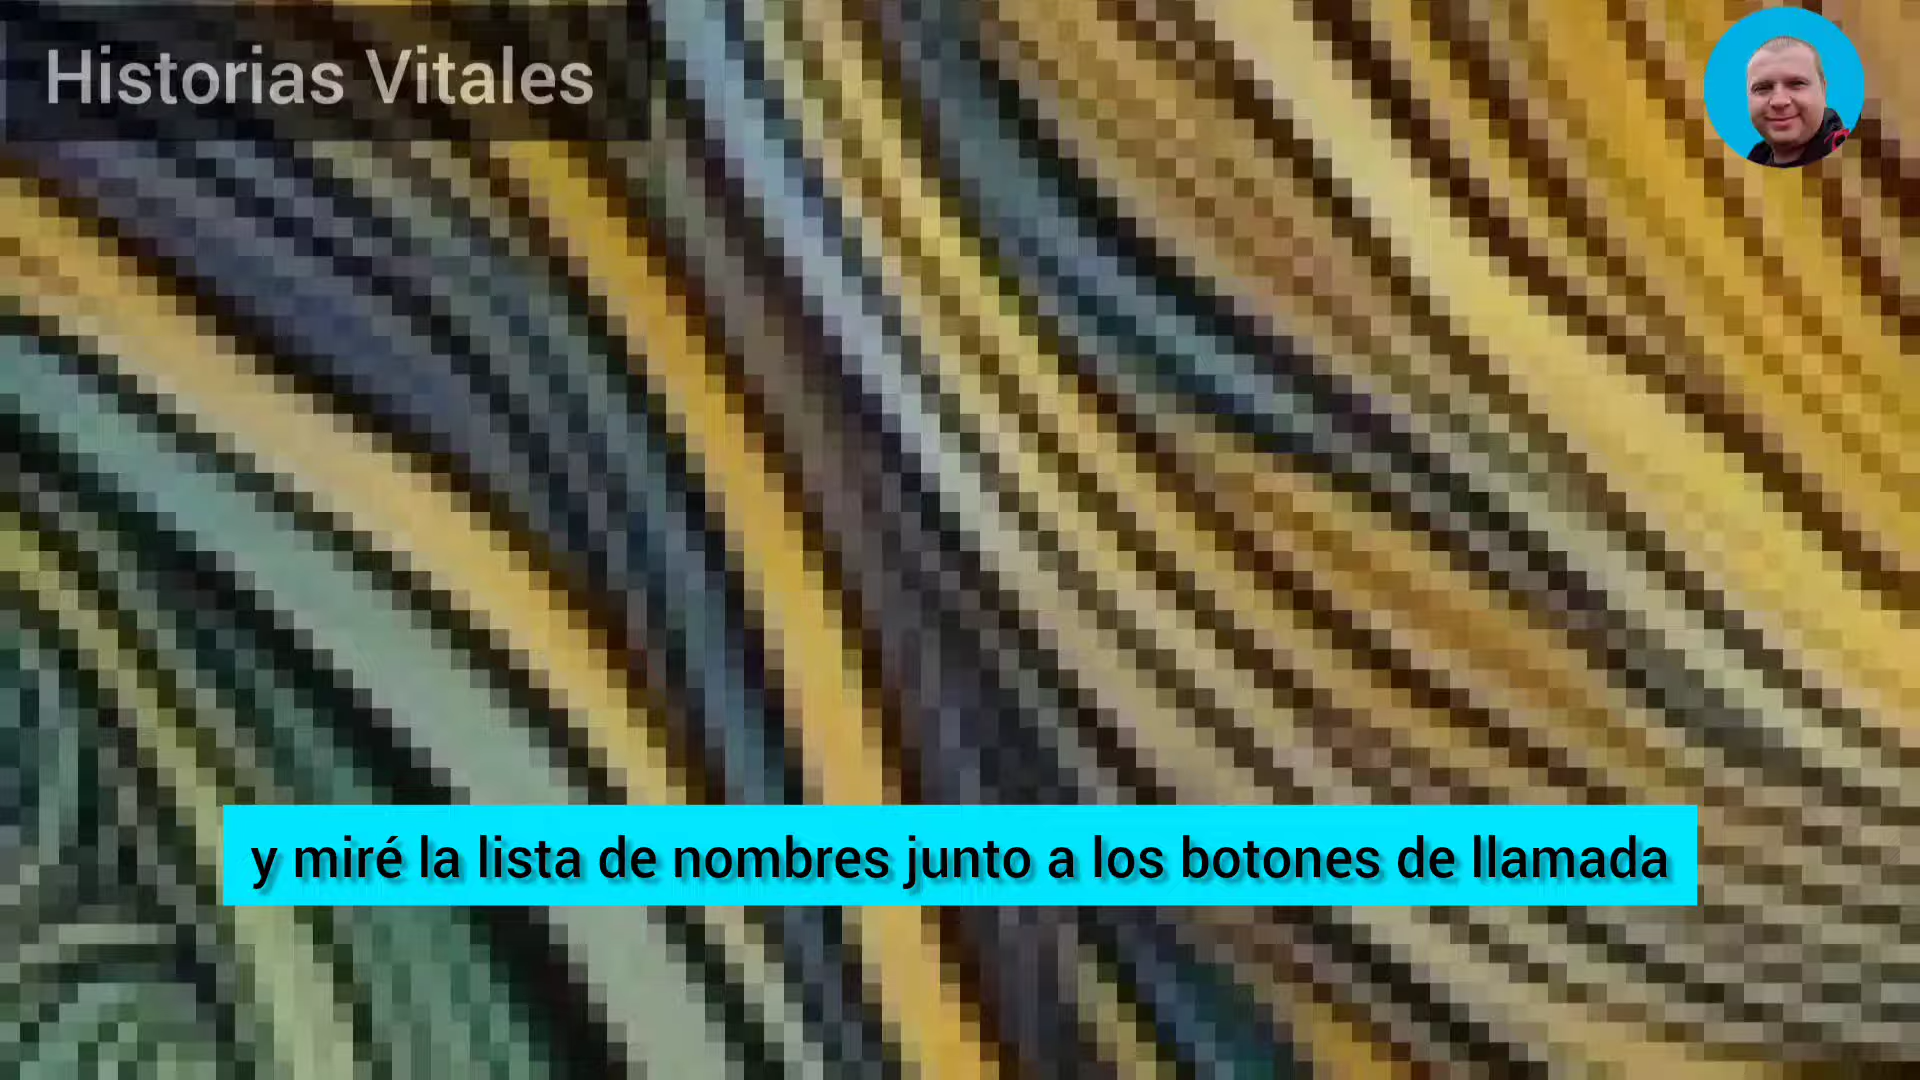 Historias Vitales
y miré la lista de nombres junto a los botones de llamada